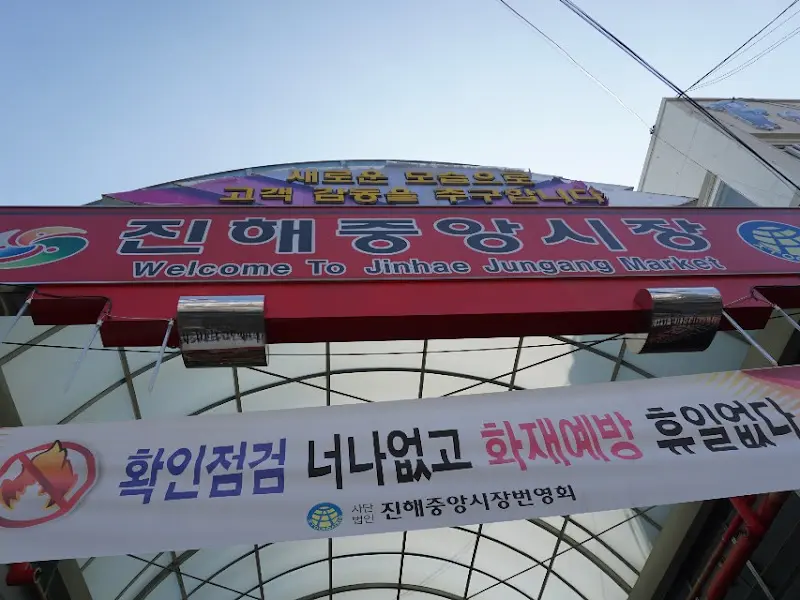 새로운 모습으로
고객 감동을 추구합니다
진해중앙시장
Welcome To Jinhae Jungang Market
확인점검 너나없고 화재예방 휴일없다
사단
법인 진해중앙시장번영회